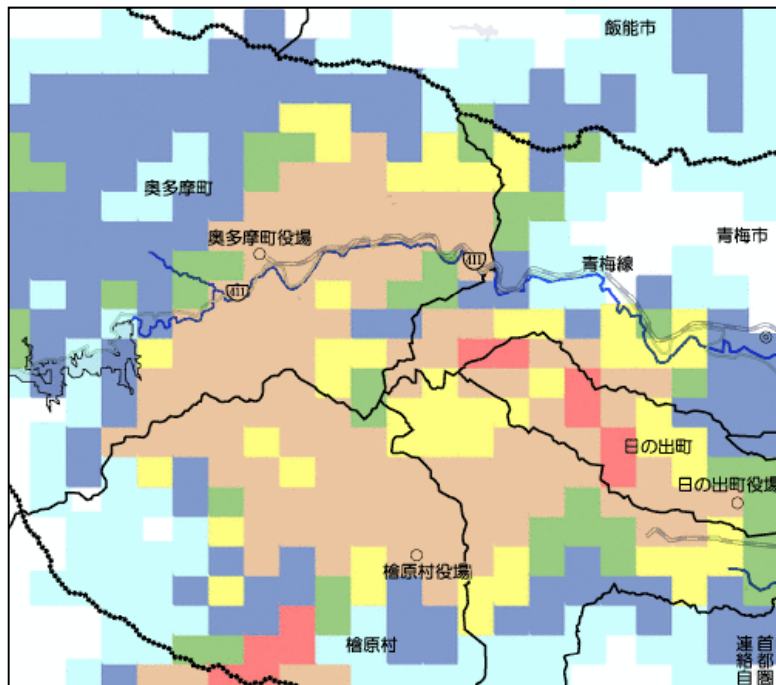 飯能市
奥多摩町
奥多摩町役場
青梅市
411
青梅線
411
日の出町
日の出町役場
檜原村役場
檜原村
首都圏
連絡自